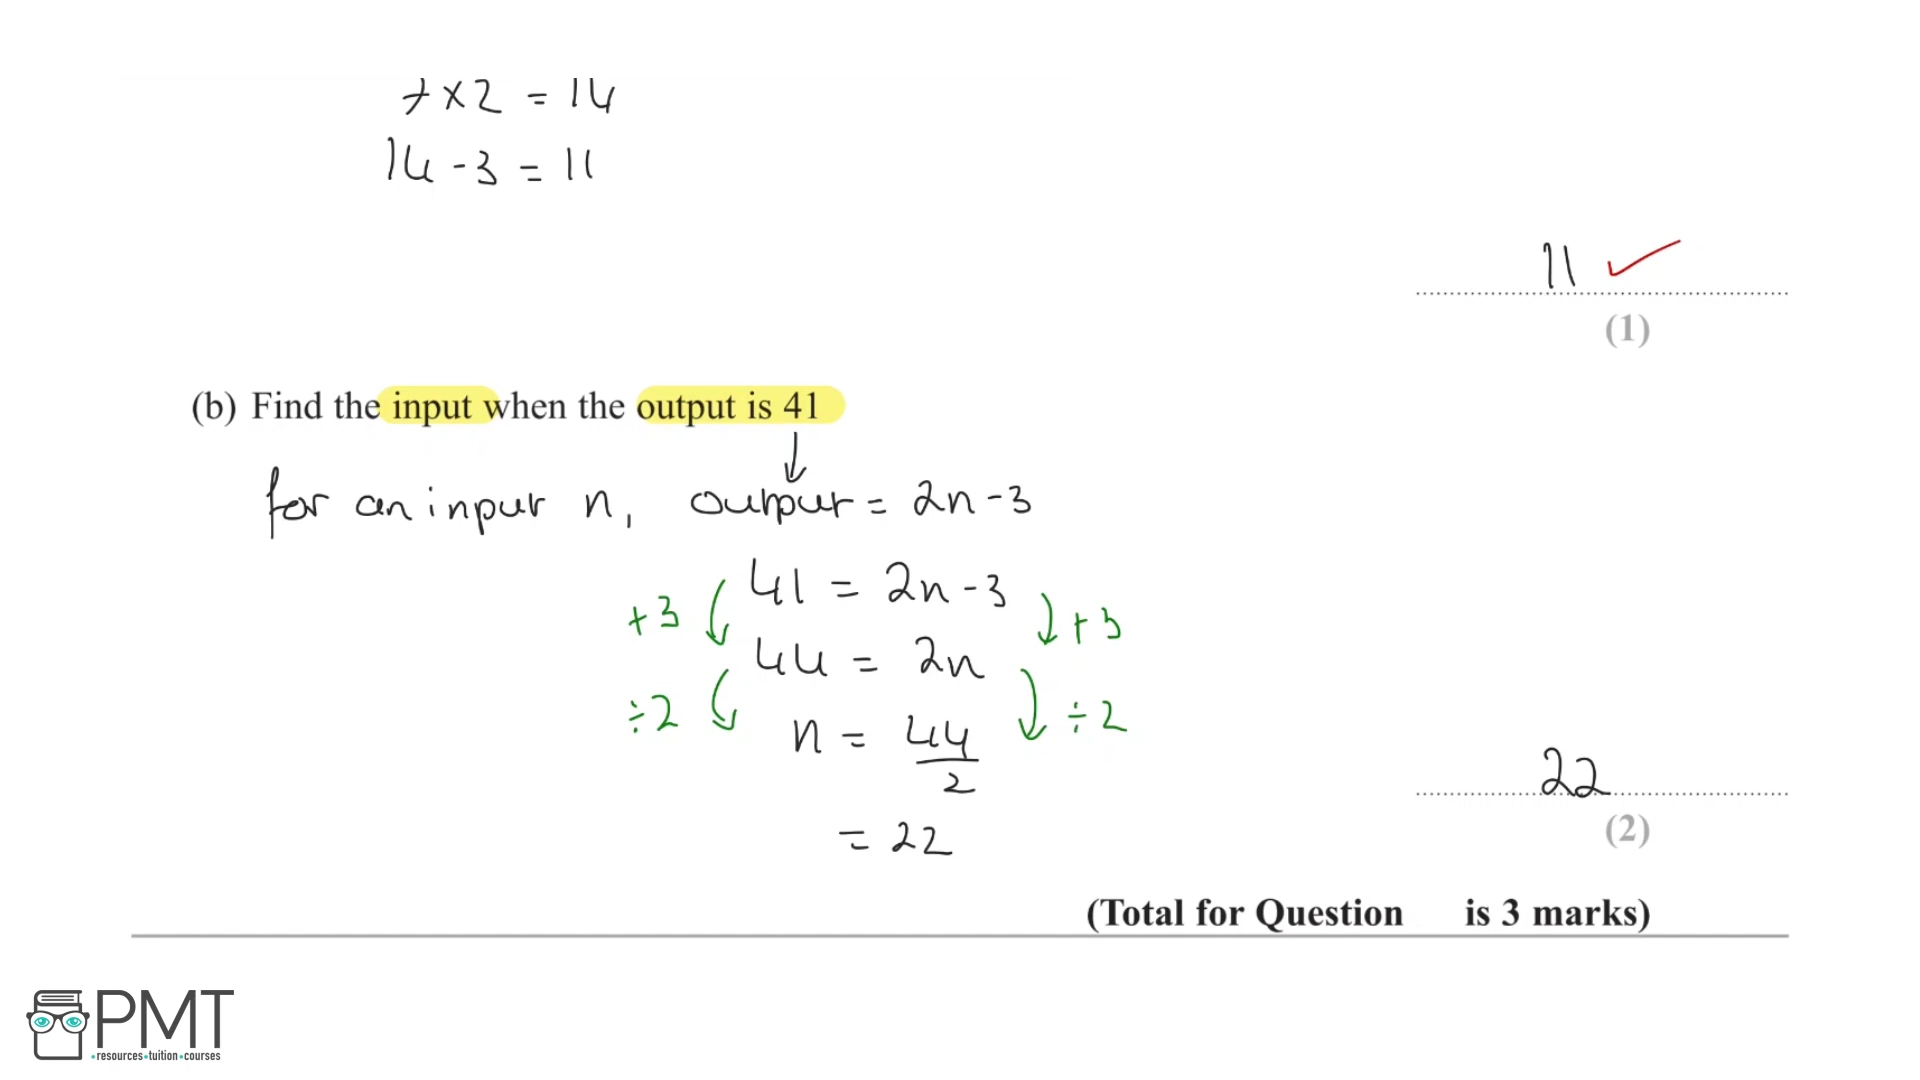 7 × 2 = 14
14 - 3 = 11
11 ✓
(1)
(b) Find the input when the output is 41
for an input n, output = 2n - 3
41 = 2n - 3
+3 +3
44 = 2n
÷2 ÷2
n = 44/2
22
= 22
(2)
(Total for Question is 3 marks)
PMT
•resources•tuition•courses